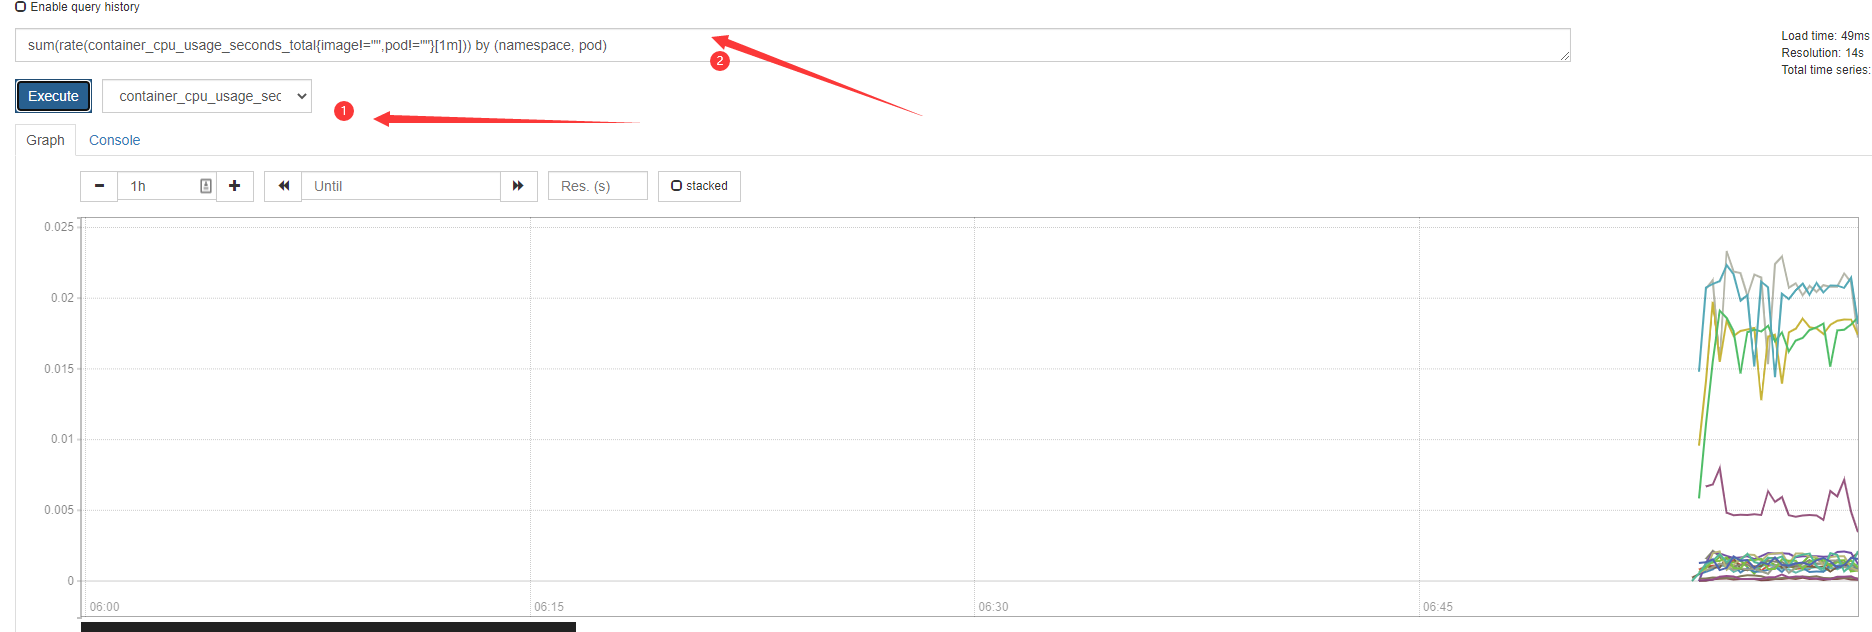 Enable query history
sum(rate(container_cpu_usage_seconds_total{image!="",pod!=""}[1m])) by (namespace, pod)
Load time: 49ms
Resolution: 14s
Total time series:
2
Execute
container_cpu_usage_sec
1
Graph
Console
1h
Until
Res. (s)
stacked
0.025
0.02
0.015
0.01
0.005
0
06:00
06:15
06:30
06:45